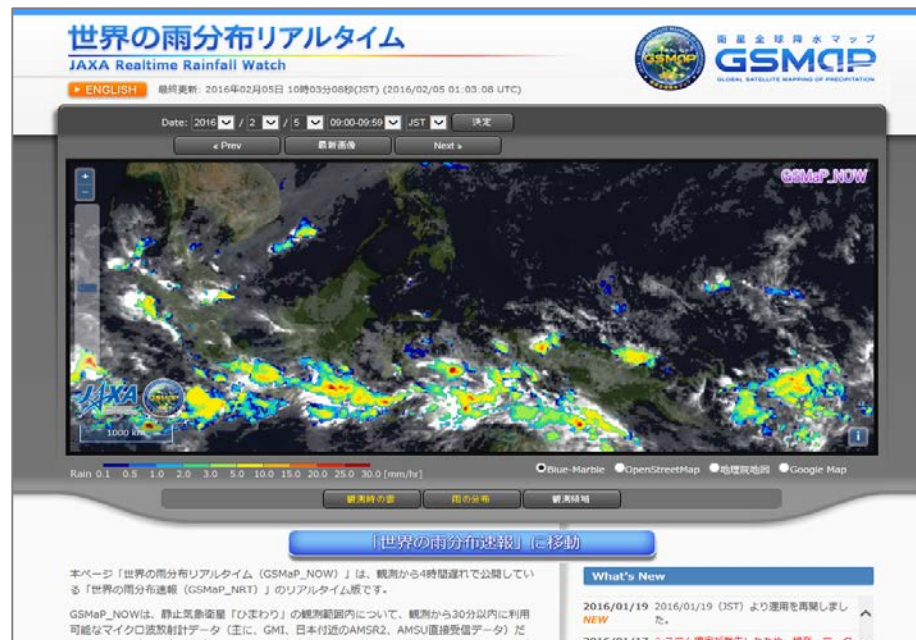 世界の雨分布リアルタイム
JAXA Realtime Rainfall Watch
衛星全球降水マップ
GSMaP
GLOBAL SATELLITE MAPPING OF PRECIPITATION
ENGLISH 最終更新: 2016年02月05日 10時03分08秒(JST) (2016/02/05 01:03:08 UTC)
Date: 2016 / 2 / 5 09:00-09:59 JST 決定
« Prev 最新画像 Next »
GSMaP_NOW
JAXA GSMaP
1000 km
Rain 0.1 0.5 1.0 2.0 3.0 5.0 10.0 15.0 20.0 25.0 30.0 [mm/hr] Blue-Marble OpenStreetMap 地理院地図 Google Map
観測時の雲 雨の分布 観測領域
「世界の雨分布速報」に移動
本ページ「世界の雨分布リアルタイム（GSMaP_NOW）」は、観測から4時間遅れで公開してい
る「世界の雨分布速報（GSMaP_NRT）」のリアルタイム版です。
GSMaP_NOWは、静止気象衛星「ひまわり」の観測範囲内について、観測から30分以内に利用
可能なマイクロ波放射計データ（主に、GMI、日本付近のAMSR2、AMSU直接受信データ）だ
What's New
2016/01/19 2016/01/19 (JST) より運用を再開しまし
NEW た。